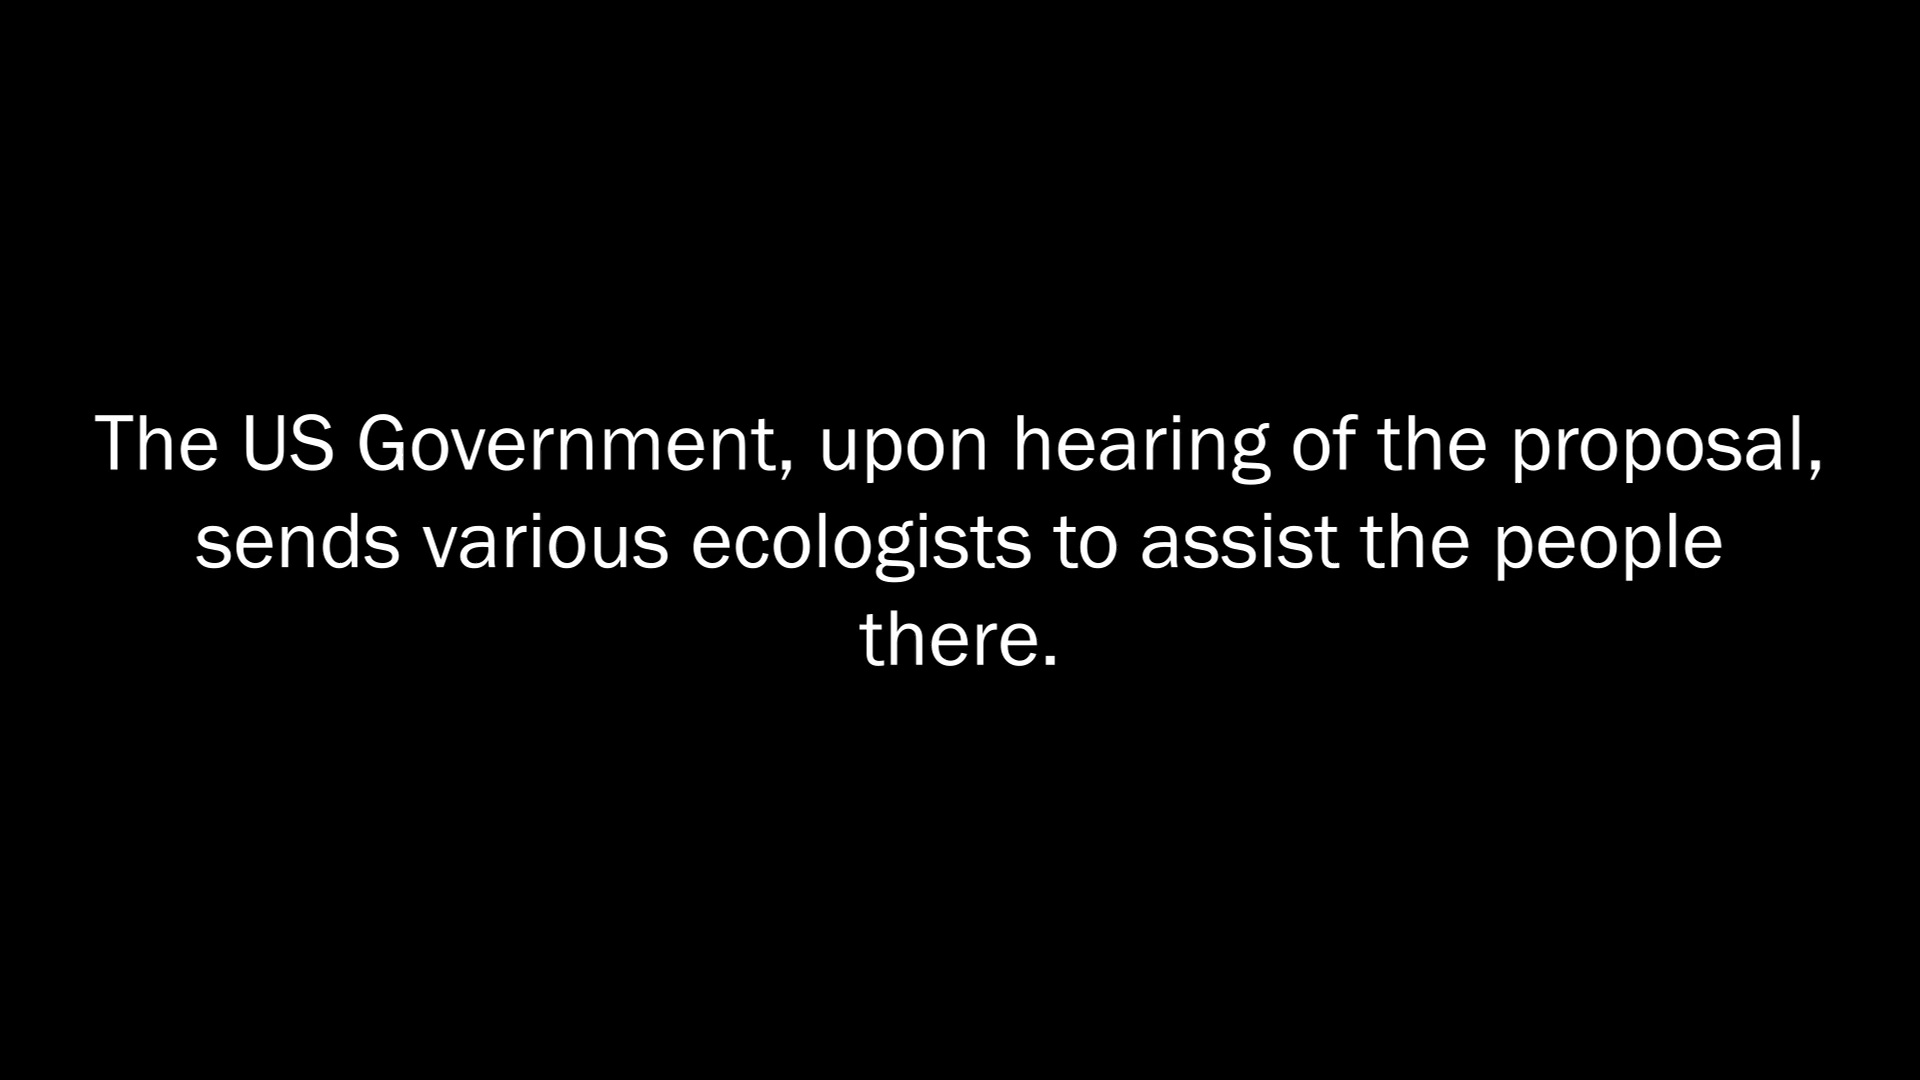 The US Government, upon hearing of the proposal,
sends various ecologists to assist the people
there.